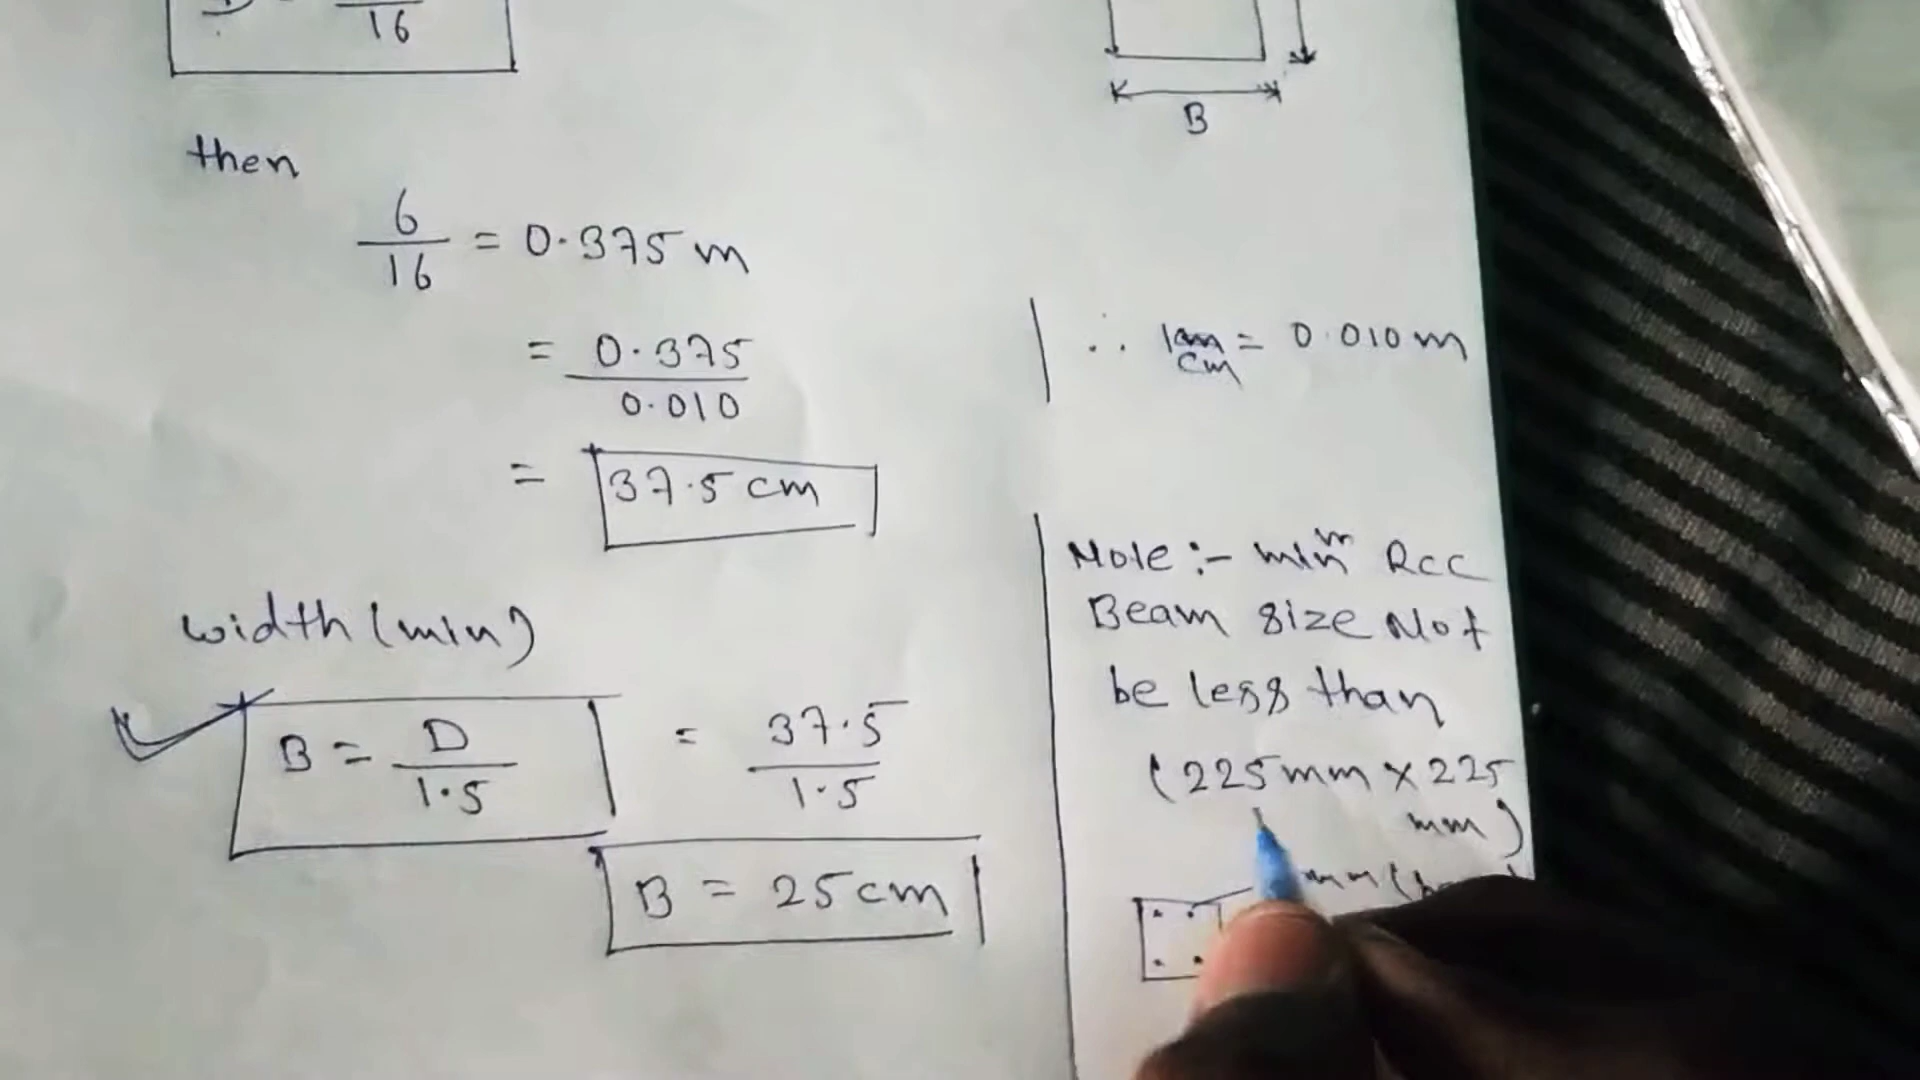 16
B
then
6
16
= 0.375 m
= 0.375
0.010
∴ 1cm = 0.010 m
cm
= 37.5 cm
width (min)
B = D
1.5
= 37.5
1.5
B = 25 cm
Note :- minm Rcc
Beam size Not
be less than
(225mm x 225
mm)
mm